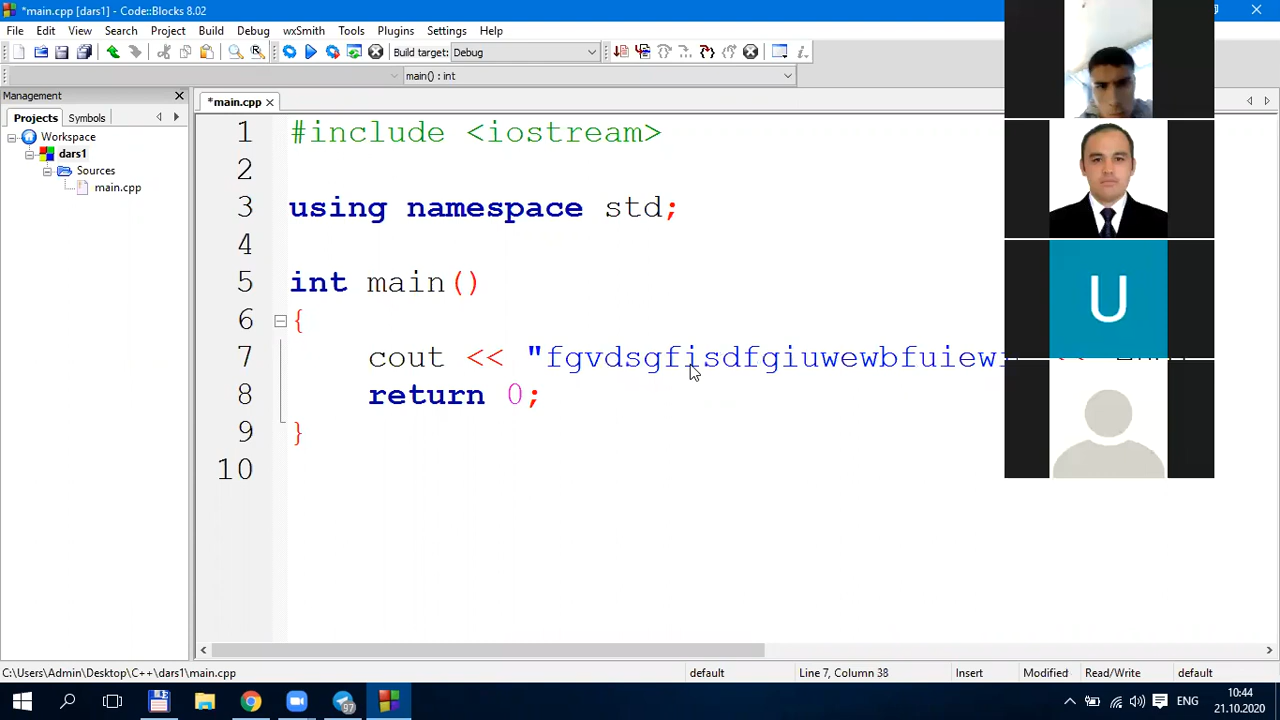 *main.cpp [dars1] - Code::Blocks 8.02
File Edit View Search Project Build Debug wxSmith Tools Plugins Settings Help
Build target: Debug
main() : int
Management
Projects Symbols
*main.cpp
Workspace
dars1
Sources
main.cpp
1 #include <iostream>
2
3 using namespace std;
4
5 int main()
6 {
7 cout << "fgvdsgfisdfgiuwewbfuiewf
8 return 0;
9 }
10
U
C:\Users\Admin\Desktop\C++\dars1\main.cpp default Line 7, Column 38 Insert Modified Read/Write default
97
ENG
10:44
21.10.2020